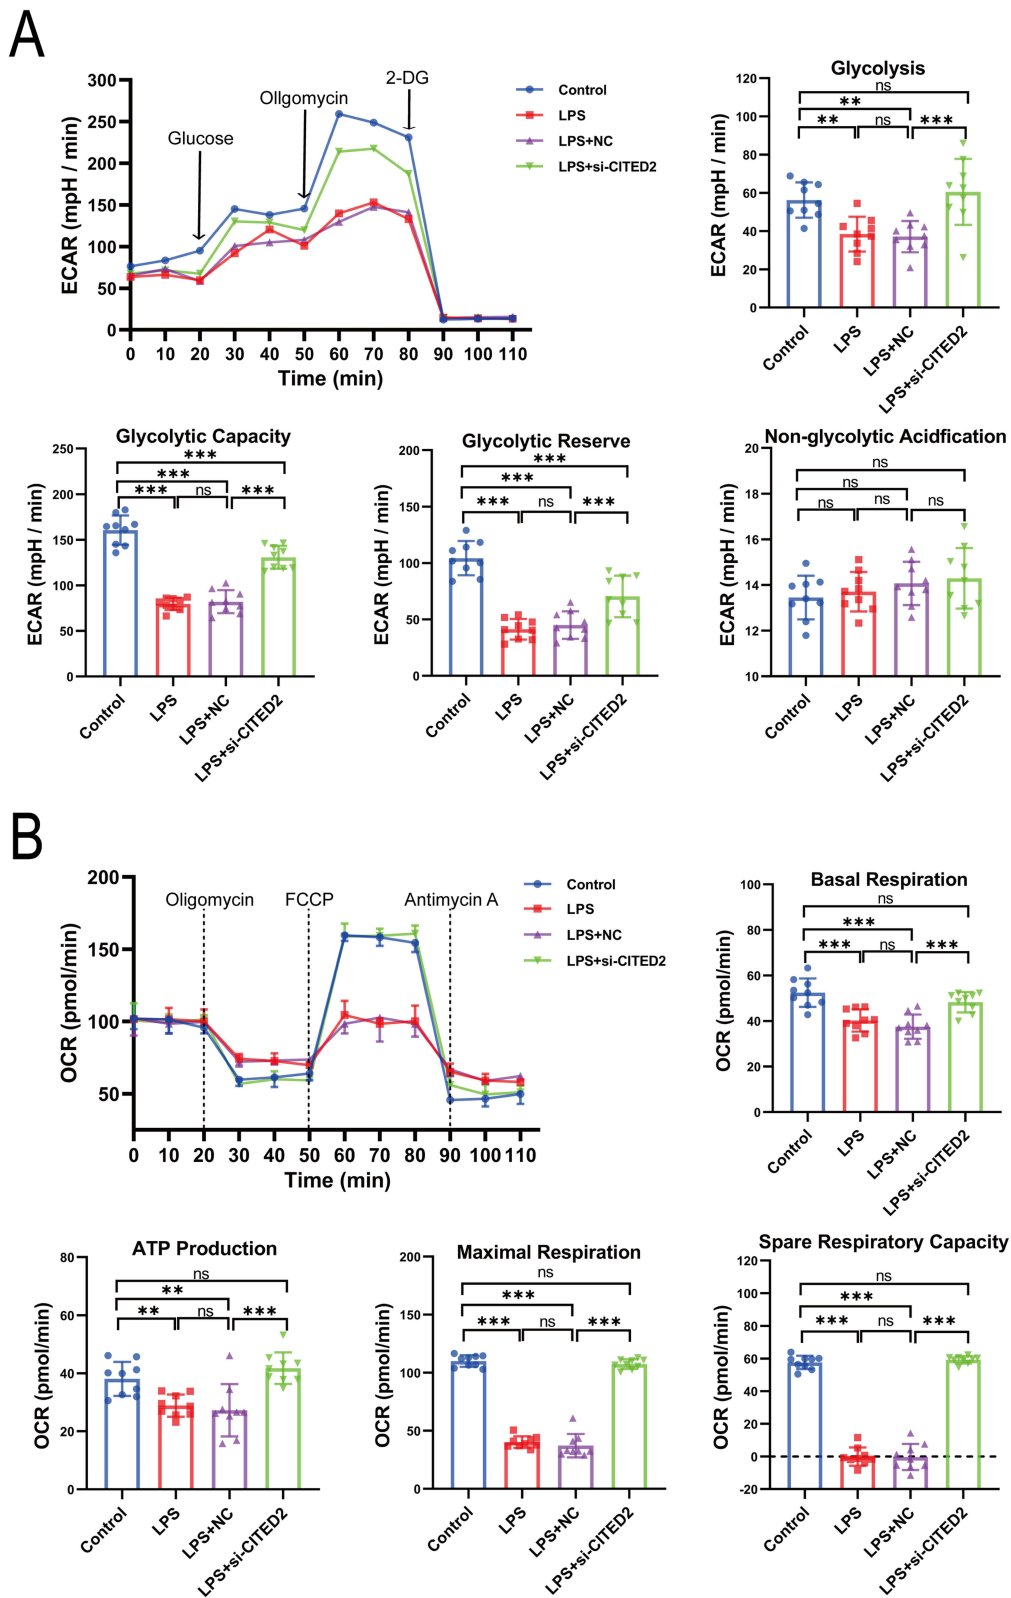 A
Glucose
Ollgomycin
2-DG
Control
LPS
LPS+NC
LPS+si-CITED2
ECAR (mpH / min)
300
250
200
150
100
50
0
0 10 20 30 40 50 60 70 80 90 100 110
Time (min)
Glycolysis
ns
**
** ns ***
ECAR (mpH / min)
120
100
80
60
40
20
0
Control LPS LPS+NC LPS+si-CITED2
Glycolytic Capacity
***
***
*** ns ***
ECAR (mpH / min)
250
200
150
100
50
0
Control LPS LPS+NC LPS+si-CITED2
Glycolytic Reserve
***
***
*** ns ***
ECAR (mpH / min)
200
150
100
50
0
Control LPS LPS+NC LPS+si-CITED2
Non-glycolytic Acidfication
ns
ns
ns ns ns
ECAR (mpH / min)
20
18
16
14
12
10
Control LPS LPS+NC LPS+si-CITED2
B
Oligomycin FCCP Antimycin A
Control
LPS
LPS+NC
LPS+si-CITED2
OCR (pmol/min)
200
150
100
50
0 10 20 30 40 50 60 70 80 90 100 110
Time (min)
Basal Respiration
ns
***
*** ns ***
OCR (pmol/min)
100
80
60
40
20
0
Control LPS LPS+NC LPS+si-CITED2
ATP Production
ns
**
** ns ***
OCR (pmol/min)
80
60
40
20
0
Control LPS LPS+NC LPS+si-CITED2
Maximal Respiration
ns
***
*** ns ***
OCR (pmol/min)
200
150
100
50
0
Control LPS LPS+NC LPS+si-CITED2
Spare Respiratory Capacity
ns
***
*** ns ***
OCR (pmol/min)
120
100
80
60
40
20
0
-20
Control LPS LPS+NC LPS+si-CITED2